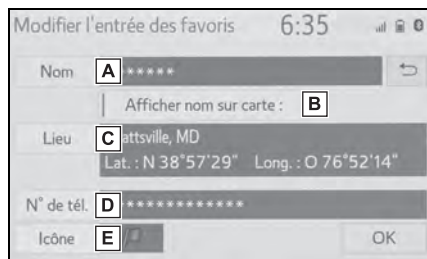 Modifier l'entrée des favoris 6:35
Nom A *****
Afficher nom sur carte : B
Lieu C attsville, MD
Lat. : N 38°57'29" Long. : O 76°52'14"
N° de tél. D ************
Icône E OK